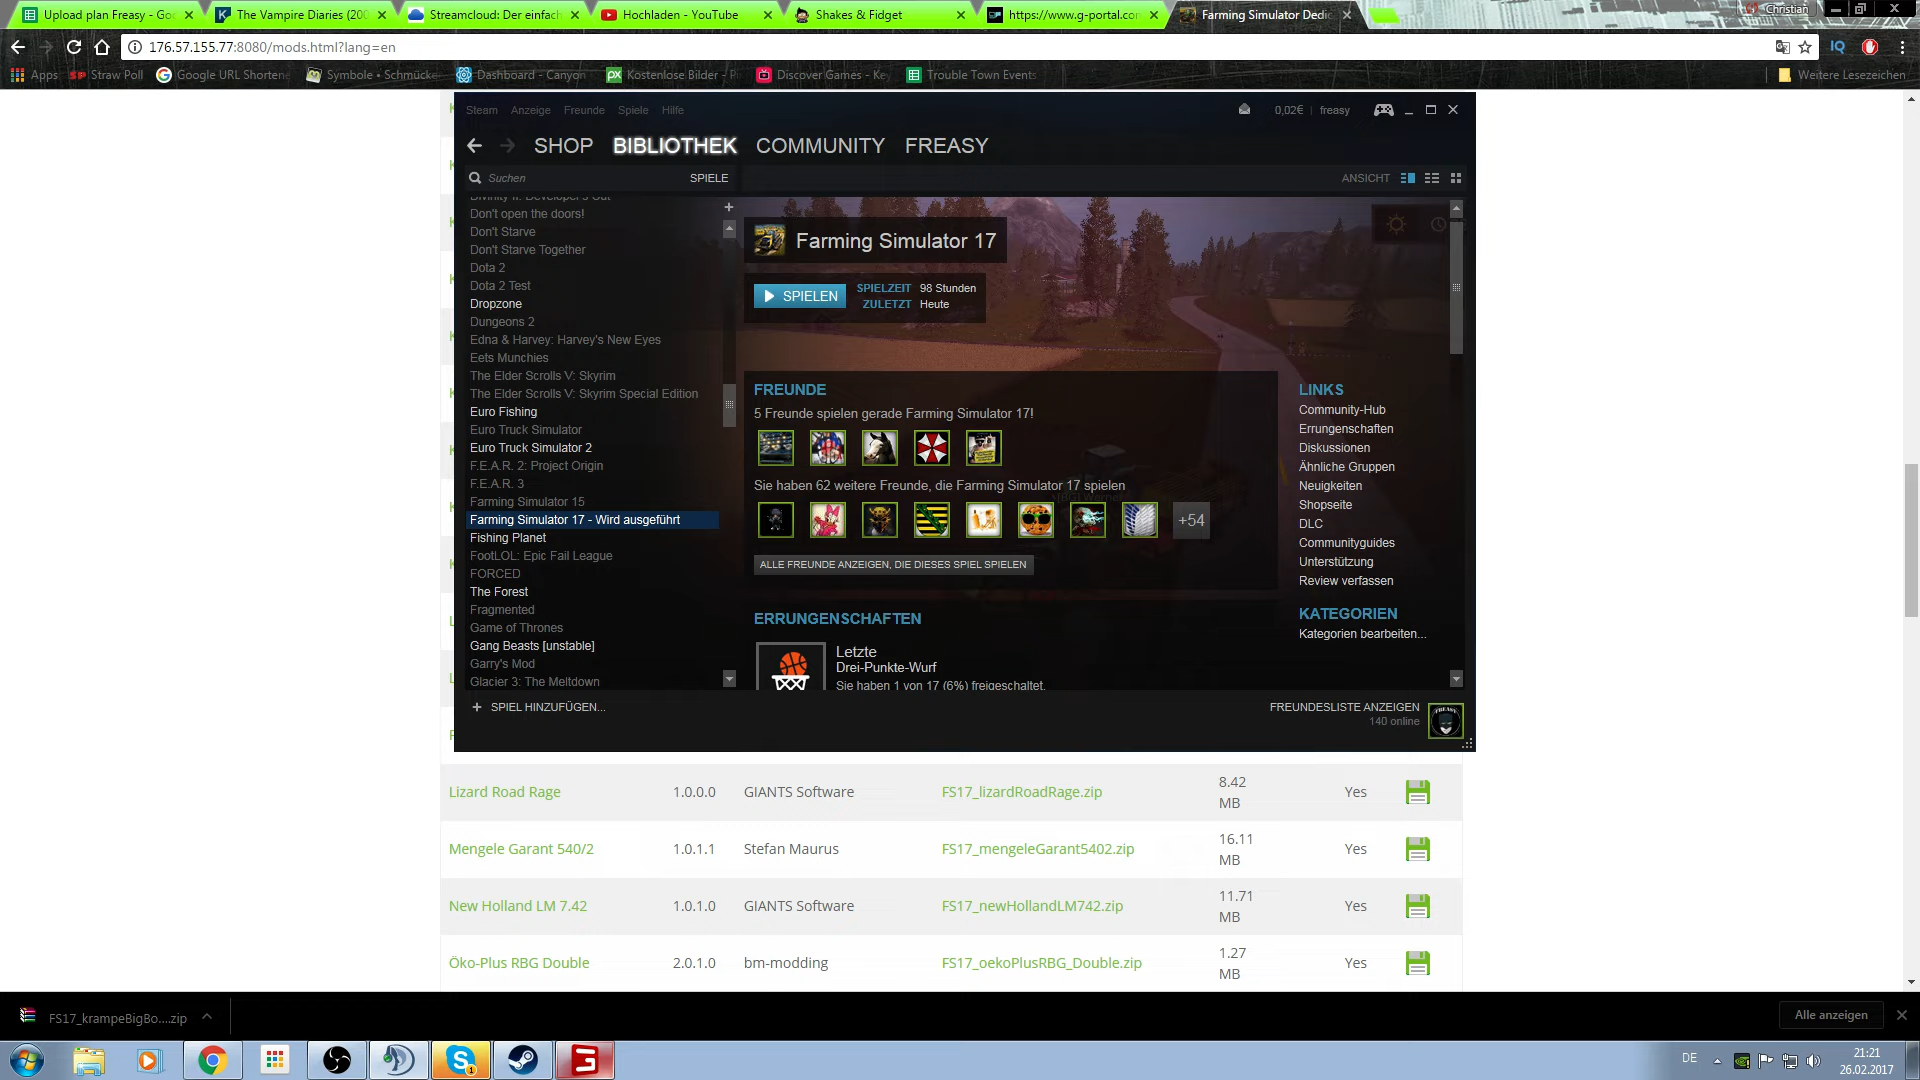 Upload plan Freasy - Goo
The Vampire Diaries (200
Streamcloud: Der einfach
Hochladen - YouTube
Shakes & Fidget
https://www.g-portal.com
Farming Simulator Dedic
Christian
176.57.155.77:8080/mods.html?lang=en
IQ
Apps
Straw Poll
Google URL Shortene
Symbole • Schmücke
Dashboard - Canyon
Kostenlose Bilder - P
Discover Games - Key
Trouble Town Events
Weitere Lesezeichen
Steam
Anzeige
Freunde
Spiele
Hilfe
0,02€
freasy
SHOP
BIBLIOTHEK
COMMUNITY
FREASY
Suchen
SPIELE
ANSICHT
Divinity II: Developer's Cut
Don't open the doors!
Don't Starve
Don't Starve Together
Dota 2
Dota 2 Test
Dropzone
Dungeons 2
Edna & Harvey: Harvey's New Eyes
Eets Munchies
The Elder Scrolls V: Skyrim
The Elder Scrolls V: Skyrim Special Edition
Euro Fishing
Euro Truck Simulator
Euro Truck Simulator 2
F.E.A.R. 2: Project Origin
F.E.A.R. 3
Farming Simulator 15
Farming Simulator 17 - Wird ausgeführt
Fishing Planet
FootLOL: Epic Fail League
FORCED
The Forest
Fragmented
Game of Thrones
Gang Beasts [unstable]
Garry's Mod
Glacier 3: The Meltdown
SPIEL HINZUFÜGEN...
Farming Simulator 17
SPIELEN
SPIELZEIT 98 Stunden
ZULETZT Heute
FREUNDE
5 Freunde spielen gerade Farming Simulator 17!
Sie haben 62 weitere Freunde, die Farming Simulator 17 spielen
+54
ALLE FREUNDE ANZEIGEN, DIE DIESES SPIEL SPIELEN
ERRUNGENSCHAFTEN
Letzte
Drei-Punkte-Wurf
Sie haben 1 von 17 (6%) freigeschaltet.
LINKS
Community-Hub
Errungenschaften
Diskussionen
Ähnliche Gruppen
Neuigkeiten
Shopseite
DLC
Communityguides
Unterstützung
Review verfassen
KATEGORIEN
Kategorien bearbeiten...
FREUNDESLISTE ANZEIGEN
140 online
Lizard Road Rage 1.0.0.0 GIANTS Software FS17_lizardRoadRage.zip 8.42 MB Yes
Mengele Garant 540/2 1.0.1.1 Stefan Maurus FS17_mengeleGarant5402.zip 16.11 MB Yes
New Holland LM 7.42 1.0.1.0 GIANTS Software FS17_newHollandLM742.zip 11.71 MB Yes
Öko-Plus RBG Double 2.0.1.0 bm-modding FS17_oekoPlusRBG_Double.zip 1.27 MB Yes
FS17_krampeBigBo....zip
Alle anzeigen
DE
21:21
26.02.2017